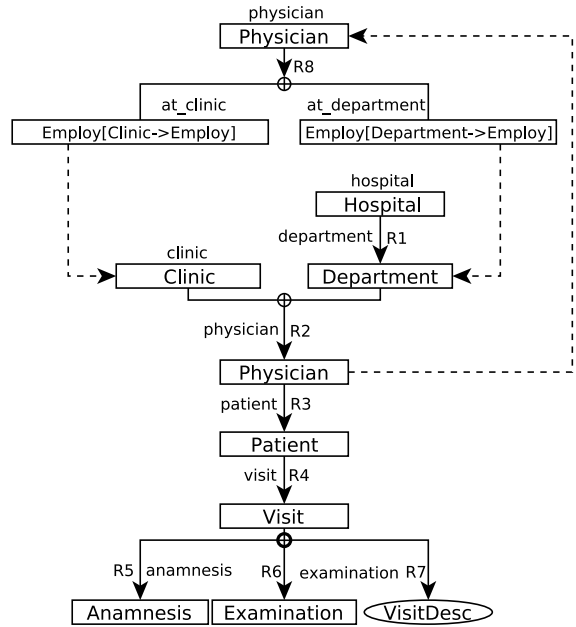 physician
Physician
R8
at_clinic
at_department
Employ[Clinic->Employ]
Employ[Department->Employ]
hospital
Hospital
department R1
clinic
Clinic
Department
physician R2
Physician
patient R3
Patient
visit R4
Visit
R5 anamnesis R6 examination R7
Anamnesis
Examination
VisitDesc